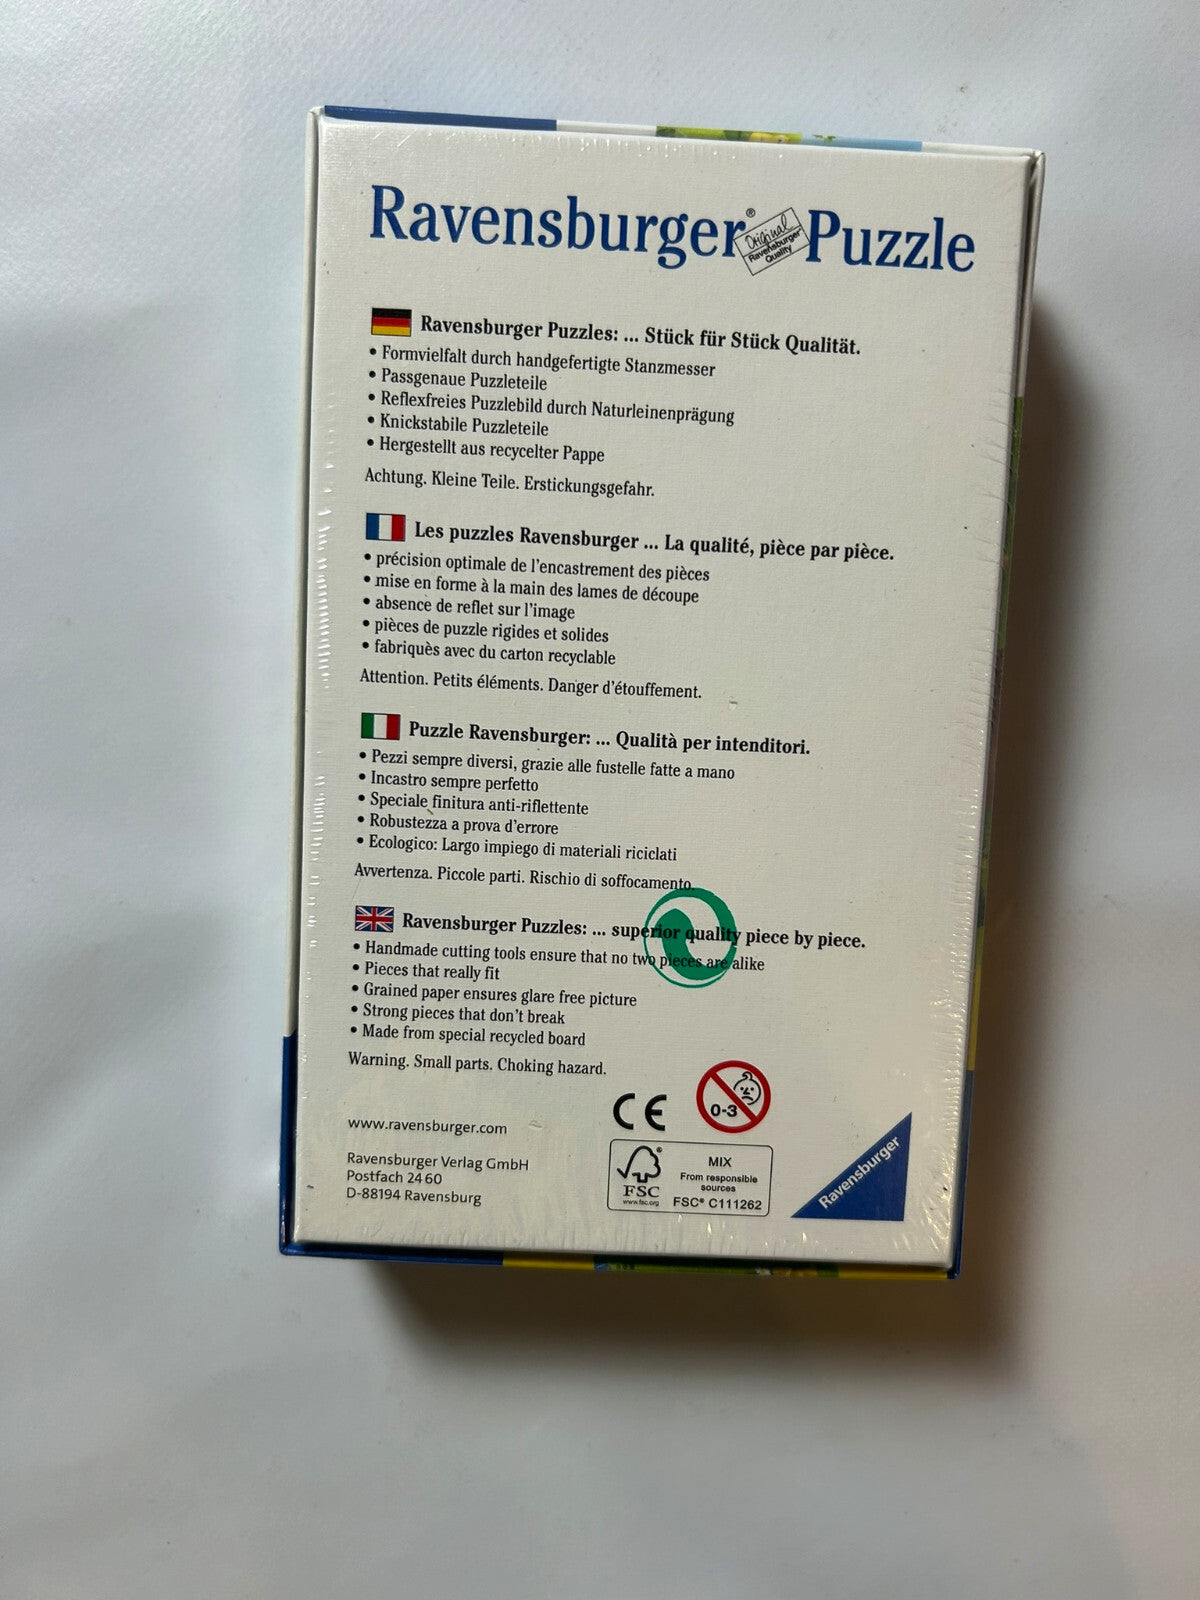 Ravensburger® Puzzle
Original
Ravensburger
Quality
Ravensburger Puzzles: ... Stück für Stück Qualität.
• Formvielfalt durch handgefertigte Stanzmesser
• Passgenaue Puzzleteile
• Reflexfreies Puzzlebild durch Naturleinenprägung
• Knickstabile Puzzleteile
• Hergestellt aus recycelter Pappe
Achtung. Kleine Teile. Erstickungsgefahr.
Les puzzles Ravensburger ... La qualité, pièce par pièce.
• précision optimale de l'encastrement des pièces
• mise en forme à la main des lames de découpe
• absence de reflet sur l'image
• pièces de puzzle rigides et solides
• fabriqués avec du carton recyclable
Attention. Petits éléments. Danger d'étouffement.
Puzzle Ravensburger: ... Qualità per intenditori.
• Pezzi sempre diversi, grazie alle fustelle fatte a mano
• Incastro sempre perfetto
• Speciale finitura anti-riflettente
• Robustezza a prova d'errore
• Ecologico: Largo impiego di materiali riciclati
Avvertenza. Piccole parti. Rischio di soffocamento.
Ravensburger Puzzles: ... superior quality piece by piece.
• Handmade cutting tools ensure that no two pieces are alike
• Pieces that really fit
• Grained paper ensures glare free picture
• Strong pieces that don't break
• Made from special recycled board
Warning. Small parts. Choking hazard.
CE
0-3
www.ravensburger.com
Ravensburger Verlag GmbH
Postfach 24 60
D-88194 Ravensburg
FSC®
www.fsc.org
MIX
From responsible
sources
FSC® C111262
Ravensburger